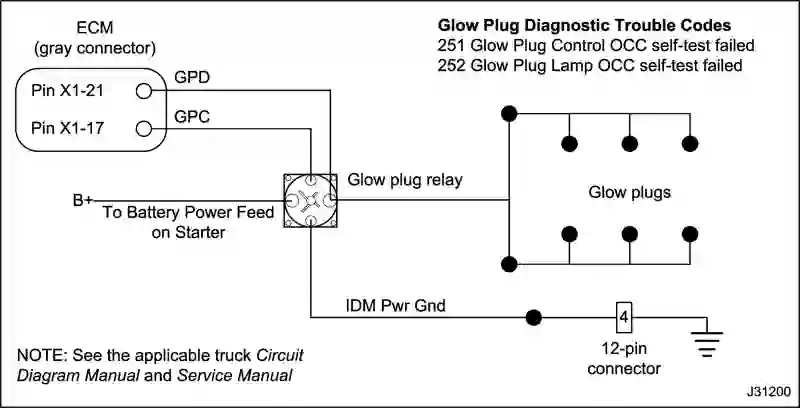 ECM
(gray connector)
Glow Plug Diagnostic Trouble Codes
251 Glow Plug Control OCC self-test failed
252 Glow Plug Lamp OCC self-test failed
Pin X1-21
GPD
Pin X1-17
GPC
Glow plug relay
Glow plugs
B+
To Battery Power Feed
on Starter
IDM Pwr Gnd
4
12-pin
connector
NOTE: See the applicable truck Circuit
Diagram Manual and Service Manual
J31200